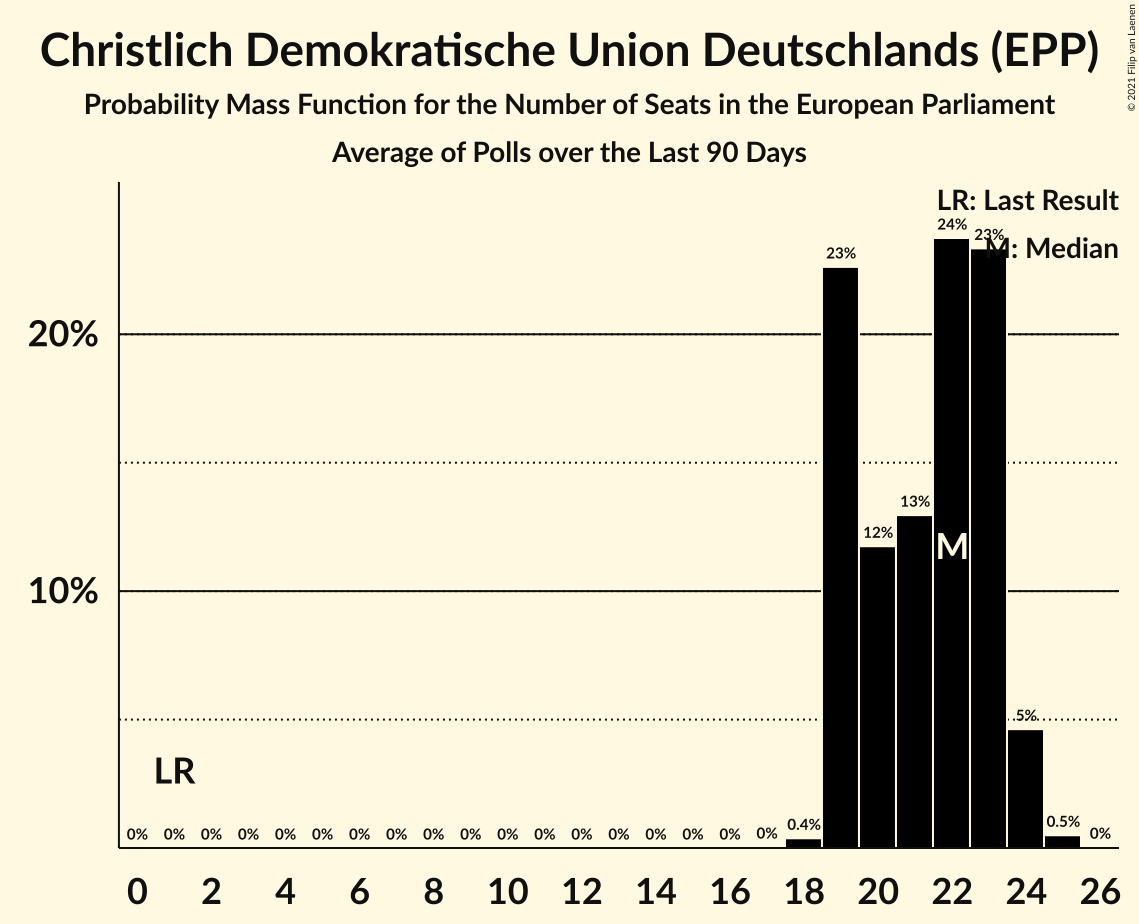 Christlich Demokratische Union Deutschlands (EPP)
Probability Mass Function for the Number of Seats in the European Parliament
Average of Polls over the Last 90 Days
© 2021 Filip van Laenen
LR: Last Result
M: Median
24%
23%
23%
20%
13%
12%
M
10%
5%
LR
0% 0% 0% 0% 0% 0% 0% 0% 0% 0% 0% 0% 0% 0% 0% 0% 0% 0% 0.4% 0.5% 0%
0 2 4 6 8 10 12 14 16 18 20 22 24 26